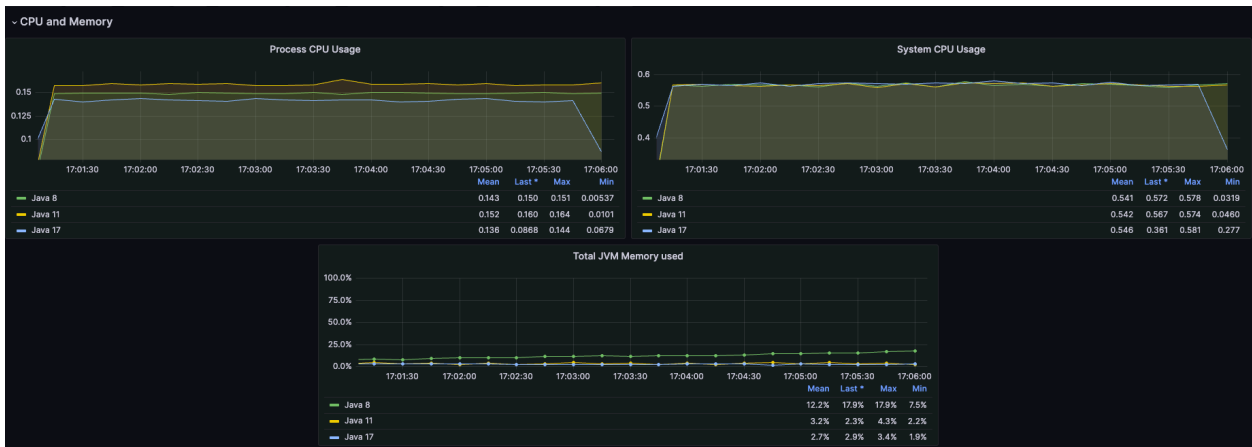 CPU and Memory
Process CPU Usage
0.15
0.125
0.1
17:01:30 17:02:00 17:02:30 17:03:00 17:03:30 17:04:00 17:04:30 17:05:00 17:05:30 17:06:00
Mean Last * Max Min
Java 8 0.143 0.150 0.151 0.00537
Java 11 0.152 0.160 0.164 0.0101
Java 17 0.136 0.0868 0.144 0.0679
System CPU Usage
0.6
0.5
0.4
17:01:30 17:02:00 17:02:30 17:03:00 17:03:30 17:04:00 17:04:30 17:05:00 17:05:30 17:06:00
Mean Last * Max Min
Java 8 0.541 0.572 0.578 0.0319
Java 11 0.542 0.567 0.574 0.0460
Java 17 0.546 0.361 0.581 0.277
Total JVM Memory used
100.0%
75.0%
50.0%
25.0%
0.0%
17:01:30 17:02:00 17:02:30 17:03:00 17:03:30 17:04:00 17:04:30 17:05:00 17:05:30 17:06:00
Mean Last * Max Min
Java 8 12.2% 17.9% 17.9% 7.5%
Java 11 3.2% 2.3% 4.3% 2.2%
Java 17 2.7% 2.9% 3.4% 1.9%